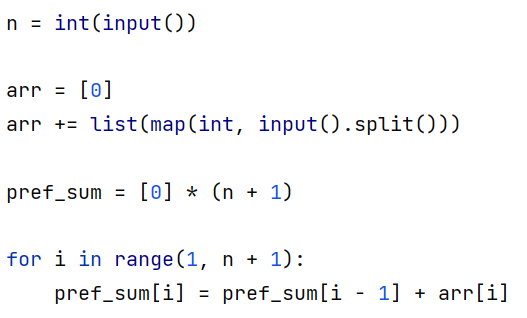 n = int(input())

arr = [0]
arr += list(map(int, input().split()))

pref_sum = [0] * (n + 1)

for i in range(1, n + 1):
    pref_sum[i] = pref_sum[i - 1] + arr[i]